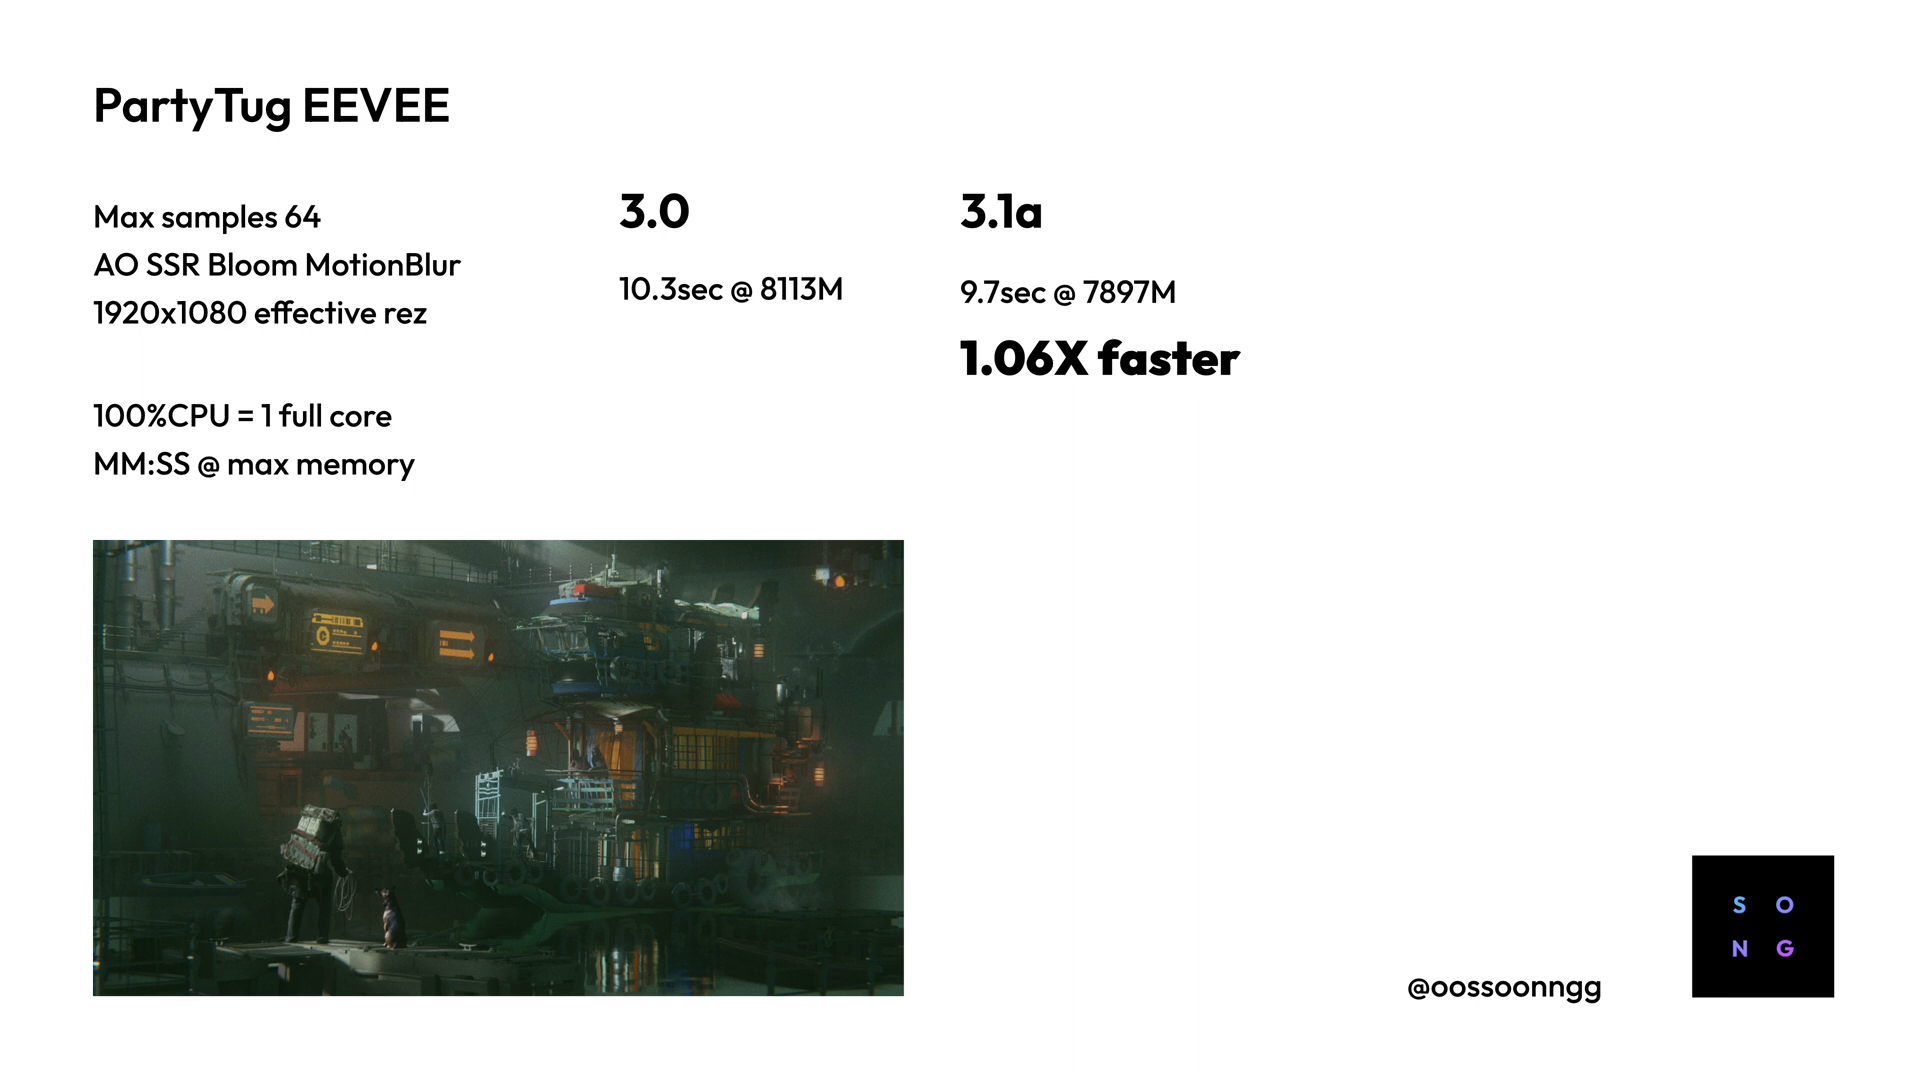 PartyTug EEVEE
Max samples 64
AO SSR Bloom MotionBlur
1920x1080 effective rez
100%CPU = 1 full core
MM:SS @ max memory
3.0
10.3sec @ 8113M
3.1a
9.7sec @ 7897M
1.06X faster
@oossoonngg
S O
N G